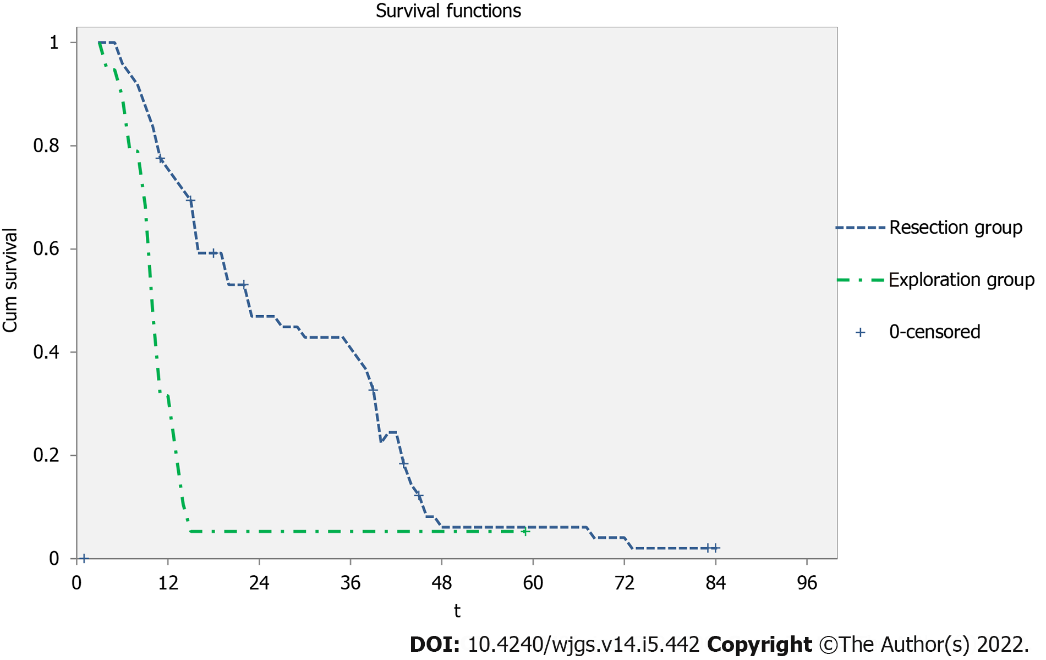 Survival functions
Cum survival
1
0.8
0.6
0.4
0.2
0
0 12 24 36 48 60 72 84 96
t
Resection group
Exploration group
0-censored
DOI: 10.4240/wjgs.v14.i5.442 Copyright ©The Author(s) 2022.